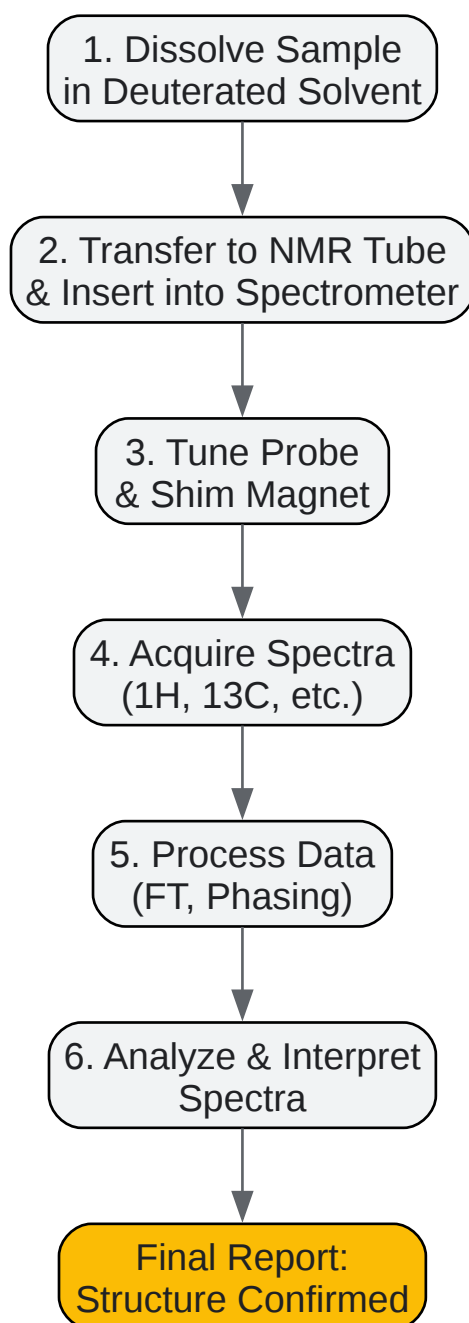 1. Dissolve Sample
in Deuterated Solvent
2. Transfer to NMR Tube
& Insert into Spectrometer
3. Tune Probe
& Shim Magnet
4. Acquire Spectra
(1H, 13C, etc.)
5. Process Data
(FT, Phasing)
6. Analyze & Interpret
Spectra
Final Report:
Structure Confirmed